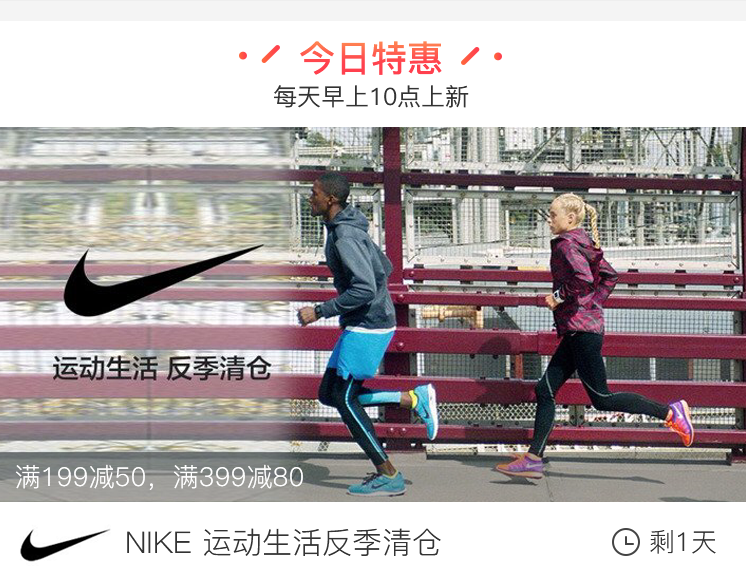 今日特惠
每天早上10点上新
运动生活 反季清仓
满199减50，满399减80
NIKE 运动生活反季清仓
剩1天